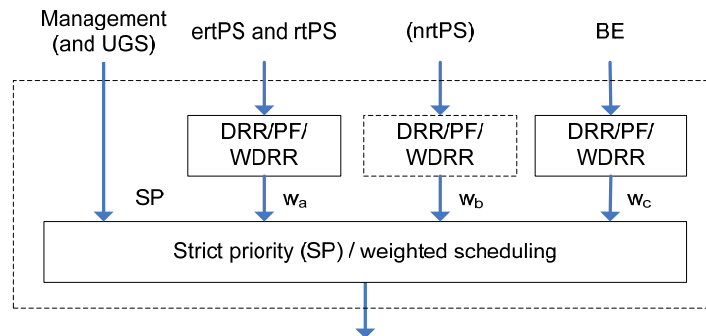 Management
(and UGS)
ertPS and rtPS
(nrtPS)
BE
DRR/PF/
WDRR
DRR/PF/
WDRR
DRR/PF/
WDRR
SP
wa
wb
wc
Strict priority (SP) / weighted scheduling